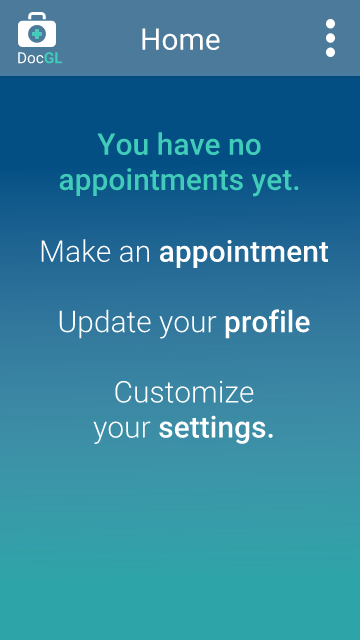 Home
DocGL
You have no
appointments yet.
Make an appointment
Update your profile
Customize
your settings.